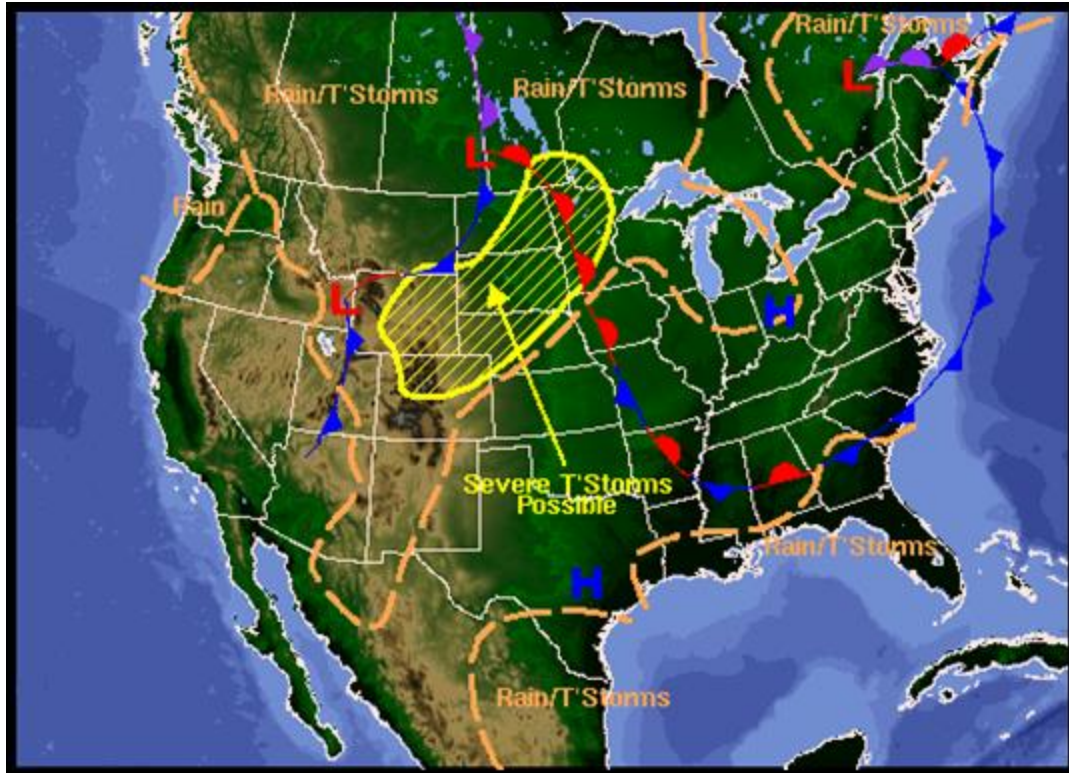 Rain/T'Storms
L
Rain/T'Storms
Rain/T'Storms
L
Rain
L
H
Severe T'Storms
Possible
Rain/T'Storms
H
Rain/T'Storms